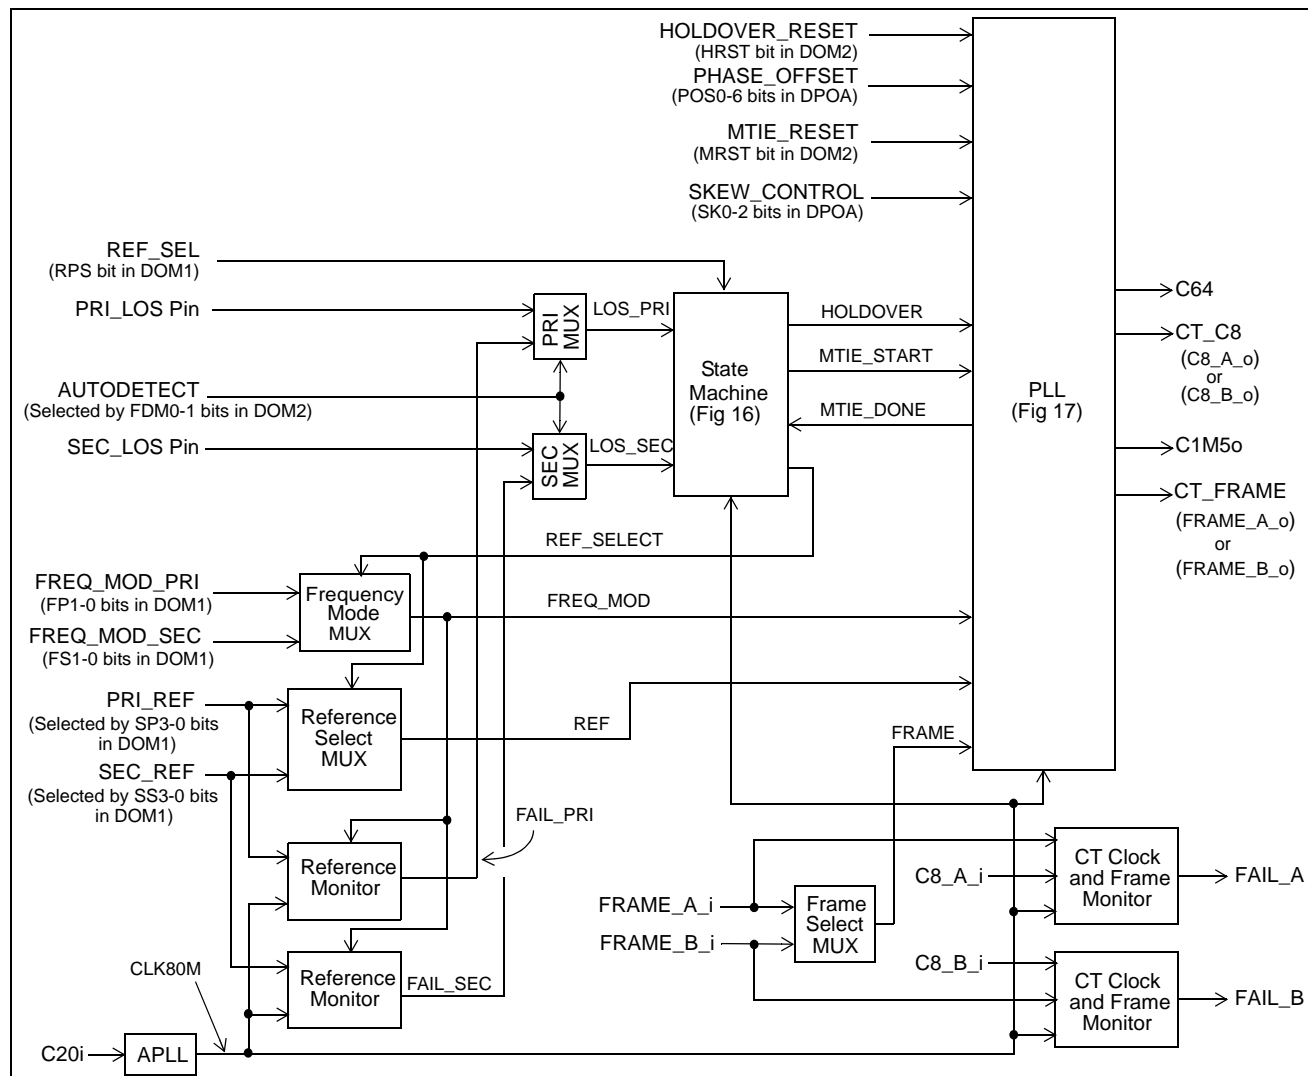 HOLDOVER_RESET
(HRST bit in DOM2)
PHASE_OFFSET
(POS0-6 bits in DPOA)
MTIE_RESET
(MRST bit in DOM2)
SKEW_CONTROL
(SK0-2 bits in DPOA)
REF_SEL
(RPS bit in DOM1)
PRI_LOS Pin
AUTODETECT
(Selected by FDM0-1 bits in DOM2)
SEC_LOS Pin
PRI
MUX
LOS_PRI
SEC
MUX
LOS_SEC
State
Machine
(Fig 16)
HOLDOVER
MTIE_START
MTIE_DONE
PLL
(Fig 17)
C64
CT_C8
(C8_A_o)
or
(C8_B_o)
C1M5o
CT_FRAME
(FRAME_A_o)
or
(FRAME_B_o)
REF_SELECT
FREQ_MOD_PRI
(FP1-0 bits in DOM1)
FREQ_MOD_SEC
(FS1-0 bits in DOM1)
Frequency
Mode
MUX
FREQ_MOD
PRI_REF
(Selected by SP3-0 bits
in DOM1)
SEC_REF
(Selected by SS3-0 bits
in DOM1)
Reference
Select
MUX
REF
FRAME
FAIL_PRI
Reference
Monitor
Reference
Monitor
FAIL_SEC
CLK80M
C20i
APLL
FRAME_A_i
FRAME_B_i
Frame
Select
MUX
C8_A_i
CT Clock
and Frame
Monitor
FAIL_A
C8_B_i
CT Clock
and Frame
Monitor
FAIL_B